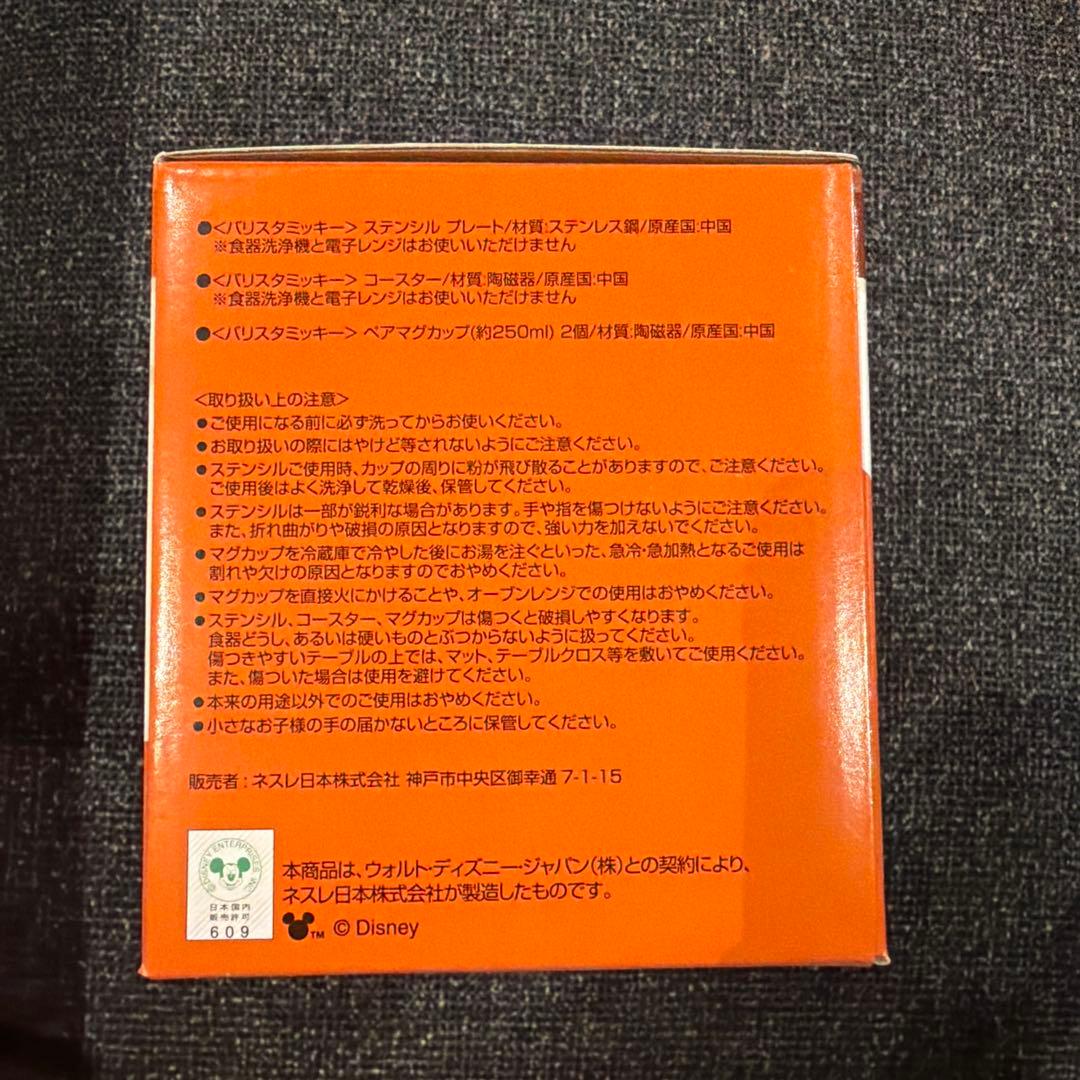 ●<バリスタミッキー> ステンシル プレート/材質:ステンレス鋼/原産国:中国
※食器洗浄機と電子レンジはお使いいただけません
●<バリスタミッキー> コースター/材質:陶磁器/原産国:中国
※食器洗浄機と電子レンジはお使いいただけません
●<バリスタミッキー> ペアマグカップ(約250ml) 2個/材質:陶磁器/原産国:中国
<取り扱い上の注意>
●ご使用になる前に必ず洗ってからお使いください。
●お取り扱いの際にはやけど等されないようにご注意ください。
●ステンシルご使用時、カップの周りに粉が飛び散ることがありますので、ご注意ください。
ご使用後はよく洗浄して乾燥後、保管してください。
●ステンシルは一部が鋭利な場合があります。手や指を傷つけないようにご注意ください。
また、折れ曲がりや破損の原因となりますので、強い力を加えないでください。
●マグカップを冷蔵庫で冷やした後にお湯を注ぐといった、急冷・急加熱となるご使用は
割れや欠けの原因となりますのでおやめください。
●マグカップを直接火にかけることや、オーブンレンジでの使用はおやめください。
●ステンシル、コースター、マグカップは傷つくと破損しやすくなります。
食器どうし、あるいは硬いものとぶつからないように扱ってください。
傷つきやすいテーブルの上では、マット、テーブルクロス等を敷いてご使用ください。
また、傷ついた場合は使用を避けてください。
●本来の用途以外でのご使用はおやめください。
●小さなお子様の手の届かないところに保管してください。
販売者:ネスレ日本株式会社 神戸市中央区御幸通7-1-15
©DISNEY ENTERPRISES INC.
日本国内
販売許可
609
本商品は、ウォルト・ディズニー・ジャパン(株)との契約により、
ネスレ日本株式会社が製造したものです。
TM © Disney